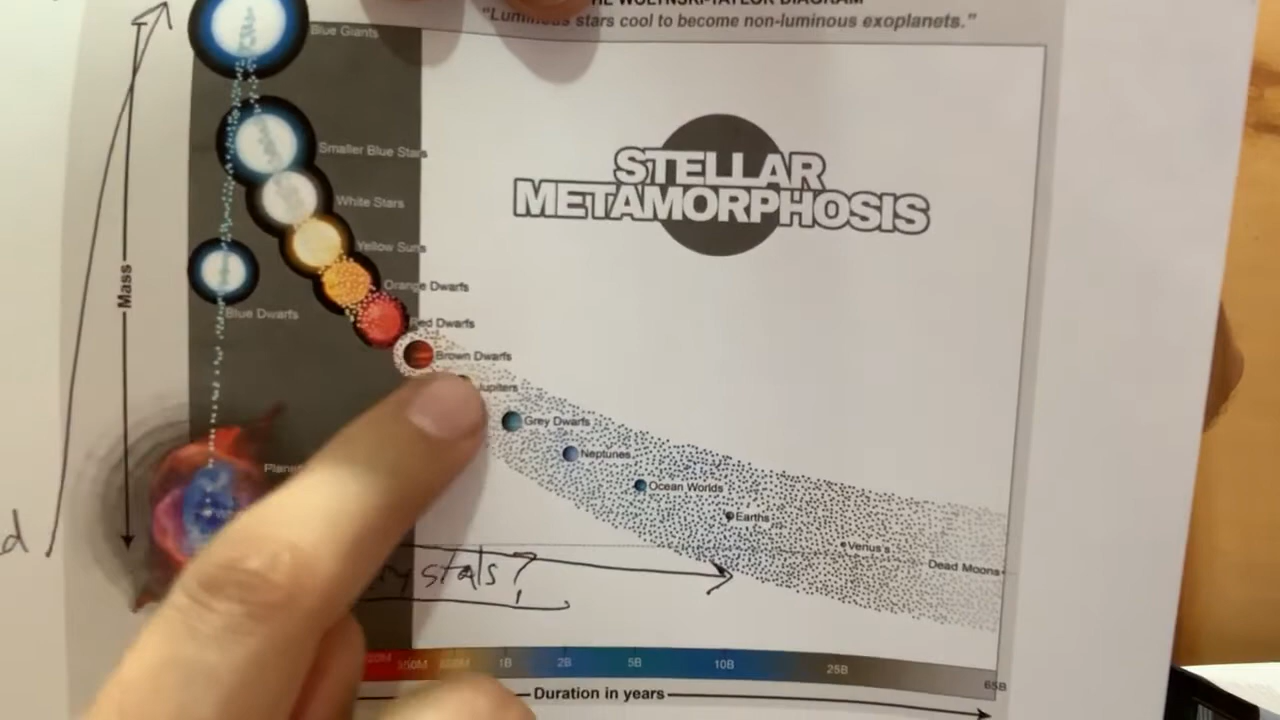 "Luminous stars cool to become non-luminous exoplanets."
Blue Giants
STELLAR
METAMORPHOSIS
Smaller Blue Stars
White Stars
Yellow Suns
Mass
Orange Dwarfs
Blue Dwarfs
Red Dwarfs
Brown Dwarfs
Jupiters
Grey Dwarfs
Neptunes
Ocean Worlds
Earths
Venus's
Dead Moons
1B 2B 5B 10B 25B 65B
Duration in years